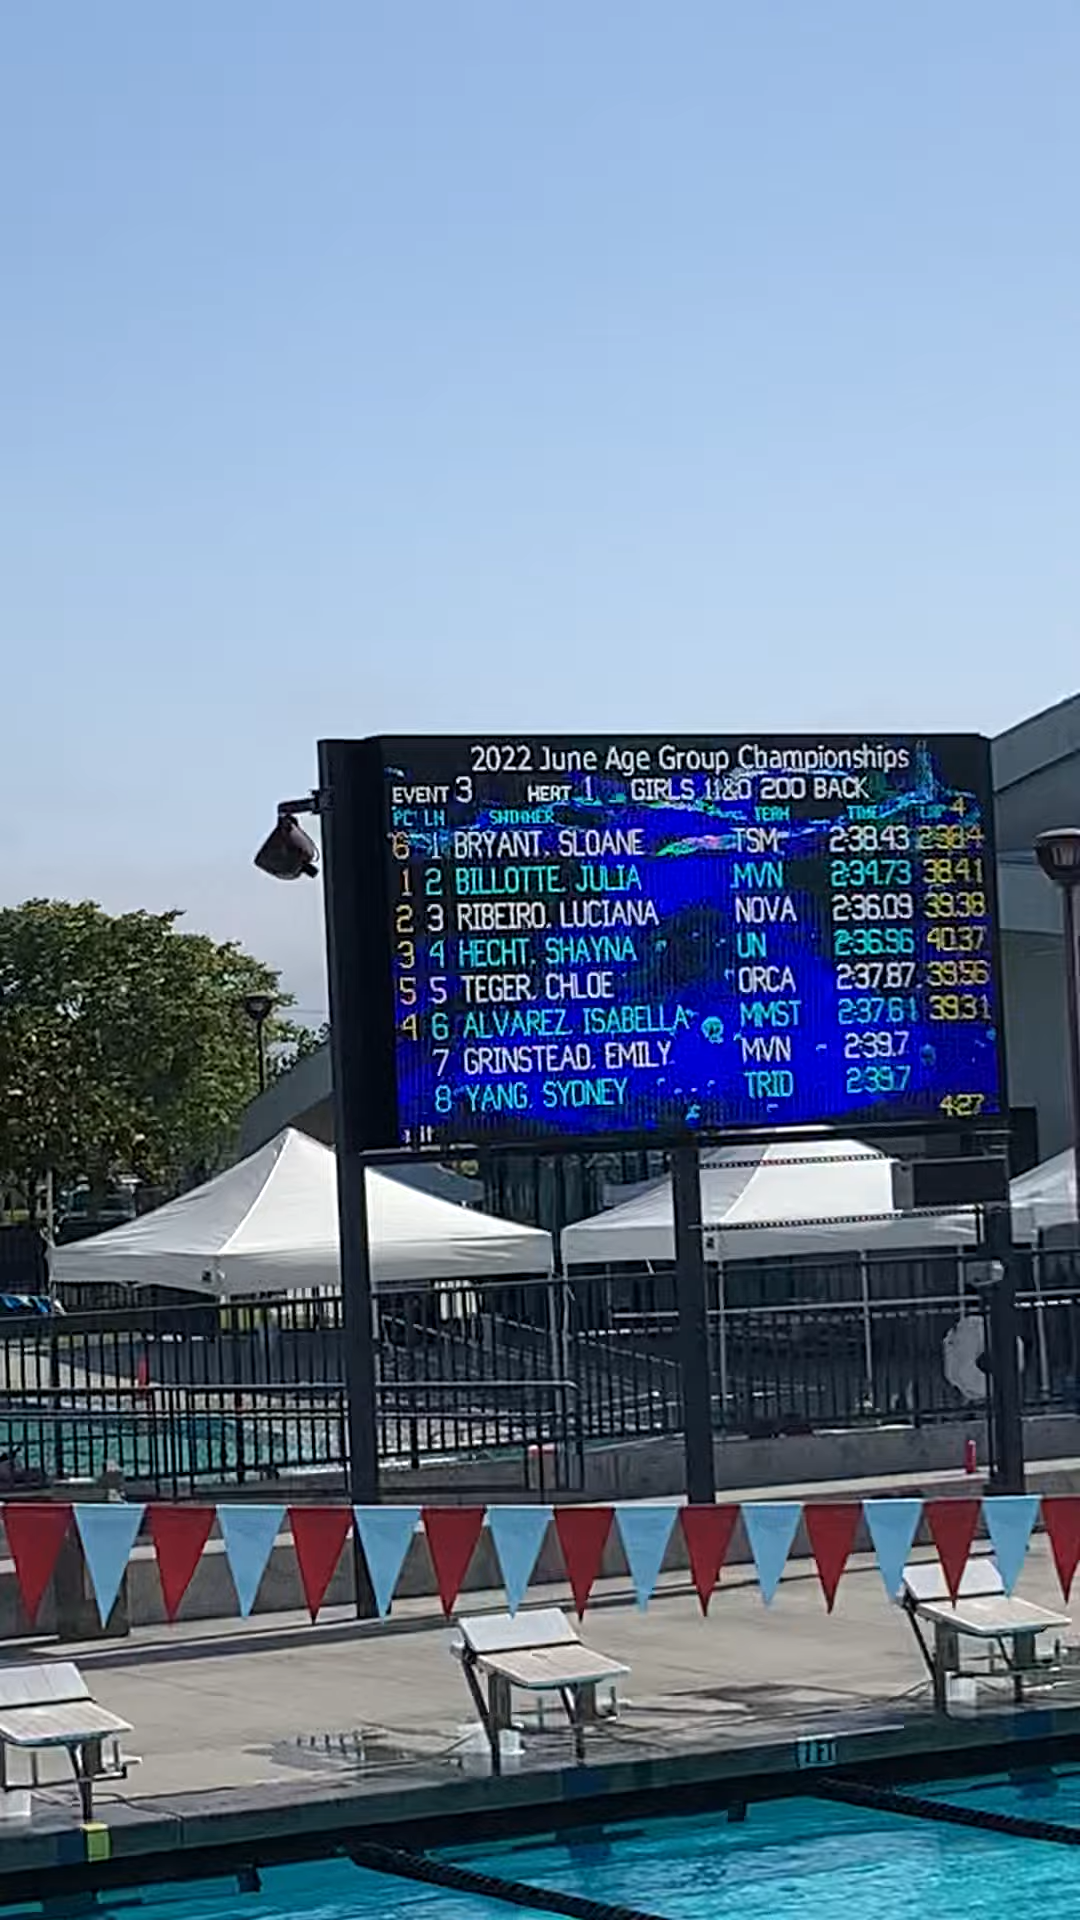 2022 June Age Group Championships
EVENT 3 HEAT 1 GIRLS 11&O 200 BACK
PC LN SWIMMER TEAM TIME 4
6 1 BRYANT, SLOANE TSM 2:38.43 2:38.4
1 2 BILLOTTE, JULIA MVN 2:34.73 38.41
2 3 RIBEIRO, LUCIANA NOVA 2:36.09 39.38
3 4 HECHT, SHAYNA UN 2:36.96 40.37
5 5 TEGER, CHLOE ORCA 2:37.87 39.56
4 6 ALVAREZ, ISABELLA MMST 2:37.61 39.31
7 GRINSTEAD, EMILY MVN 2:39.7
8 YANG, SYDNEY TRID 2:39.7
4:27